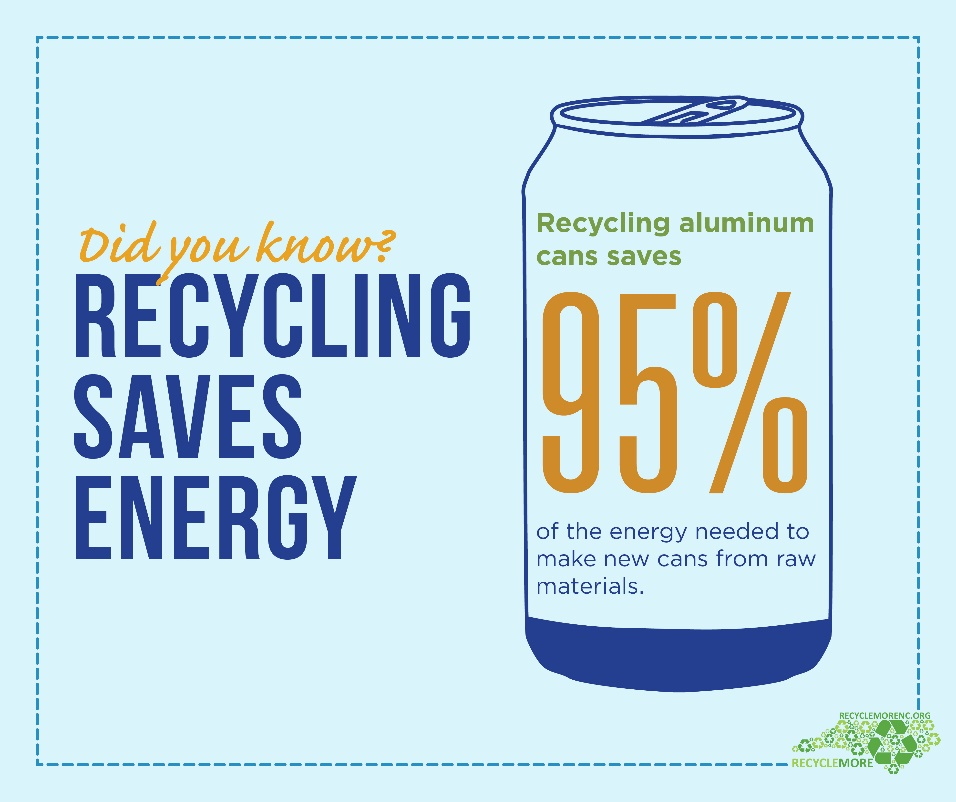 Did you know?
RECYCLING
SAVES
ENERGY
Recycling aluminum
cans saves
95%
of the energy needed to
make new cans from raw
materials.
RECYCLEMORENC.ORG
RECYCLEMORE